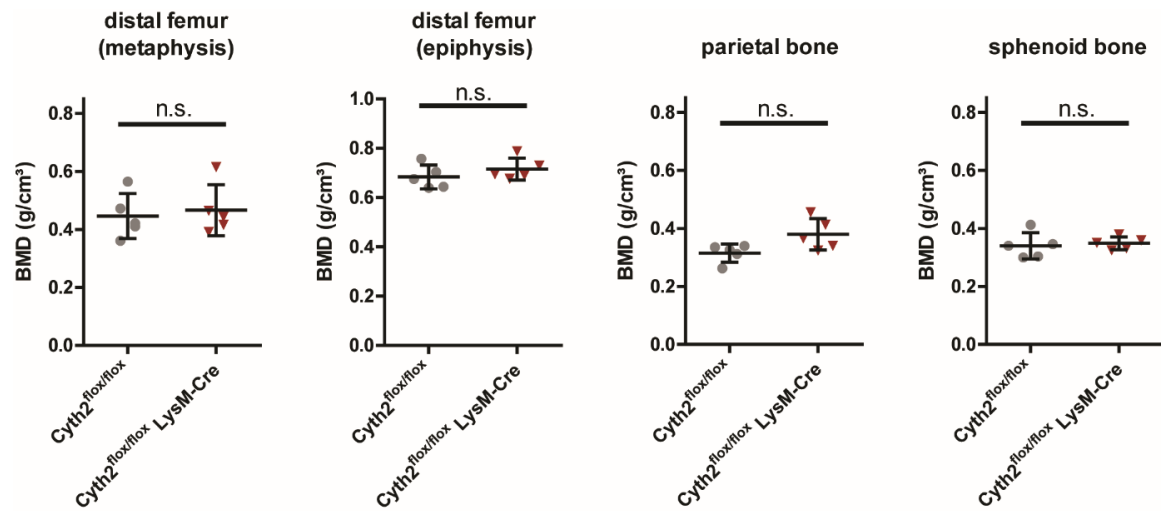 distal femur
(metaphysis)
n.s.
BMD (g/cm³)
0.8
0.6
0.4
0.2
0.0
Cyth2flox/flox
Cyth2flox/flox LysM-Cre
distal femur
(epiphysis)
n.s.
BMD (g/cm³)
1.0
0.8
0.6
0.4
0.2
0.0
Cyth2flox/flox
Cyth2flox/flox LysM-Cre
parietal bone
n.s.
BMD (g/cm³)
0.8
0.6
0.4
0.2
0.0
Cyth2flox/flox
Cyth2flox/flox LysM-Cre
sphenoid bone
n.s.
BMD (g/cm³)
0.8
0.6
0.4
0.2
0.0
Cyth2flox/flox
Cyth2flox/flox LysM-Cre